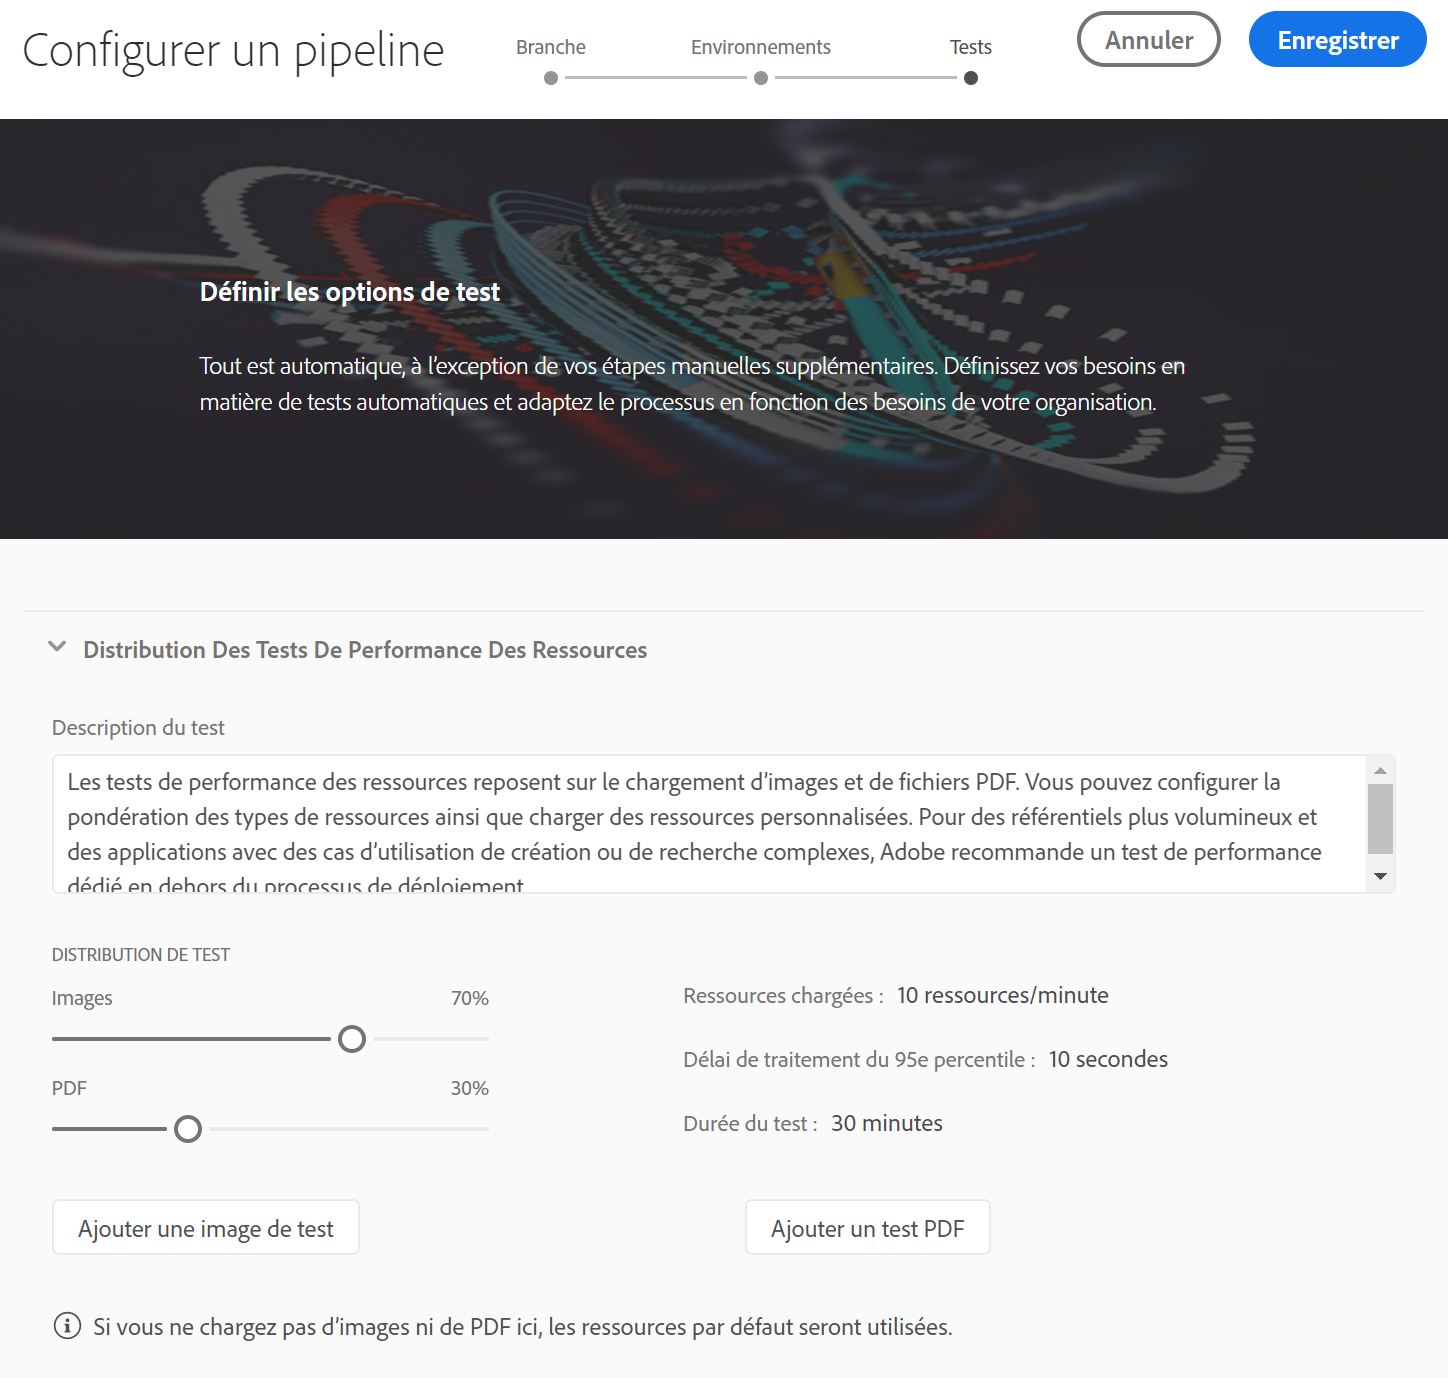 Configurer un pipeline
Branche
Environnements
Tests
Annuler
Enregistrer
Définir les options de test
Tout est automatique, à l’exception de vos étapes manuelles supplémentaires. Définissez vos besoins en
matière de tests automatiques et adaptez le processus en fonction des besoins de votre organisation.
Distribution Des Tests De Performance Des Ressources
Description du test
Les tests de performance des ressources reposent sur le chargement d’images et de fichiers PDF. Vous pouvez configurer la
pondération des types de ressources ainsi que charger des ressources personnalisées. Pour des référentiels plus volumineux et
des applications avec des cas d’utilisation de création ou de recherche complexes, Adobe recommande un test de performance
dédié en dehors du processus de déploiement
DISTRIBUTION DE TEST
Images 70%
PDF 30%
Ressources chargées : 10 ressources/minute
Délai de traitement du 95e percentile : 10 secondes
Durée du test : 30 minutes
Ajouter une image de test
Ajouter un test PDF
Si vous ne chargez pas d’images ni de PDF ici, les ressources par défaut seront utilisées.